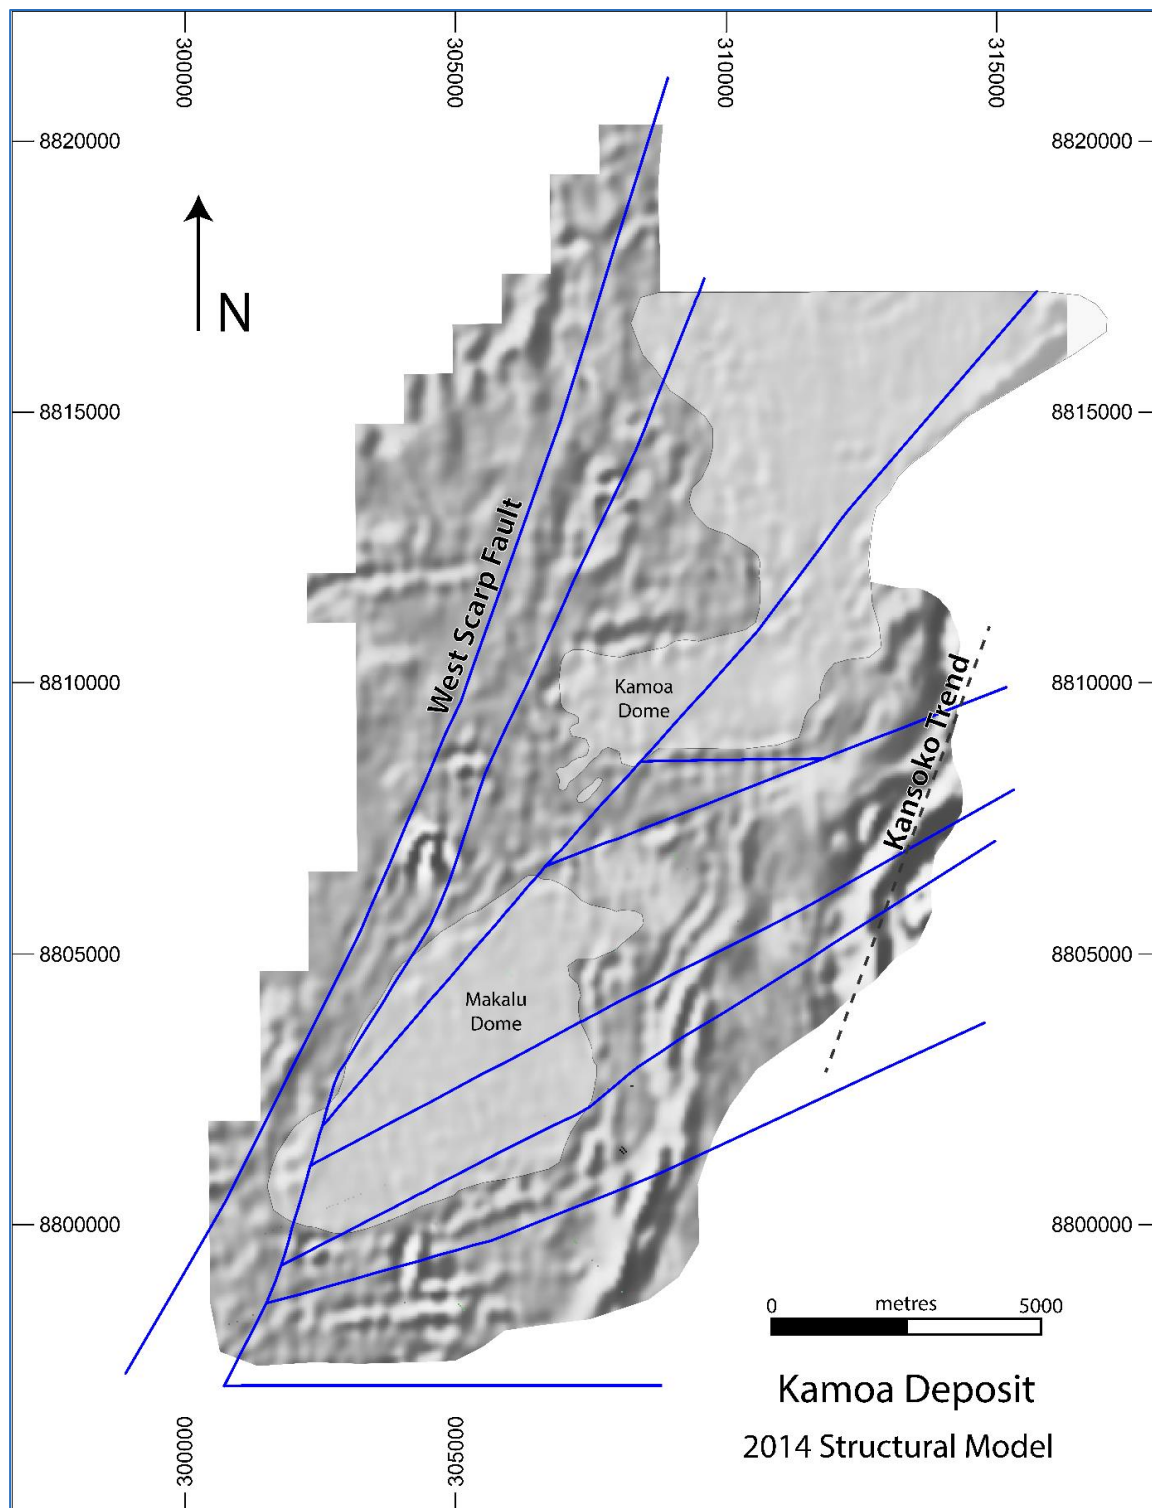 300000
305000
310000
315000
8820000
8820000
N
8815000
8815000
West Scarp Fault
8810000
8810000
Kamoa
Dome
Kansoko Trend
8805000
8805000
Makalu
Dome
8800000
8800000
0 metres 5000
Kamoa Deposit
2014 Structural Model
300000
305000